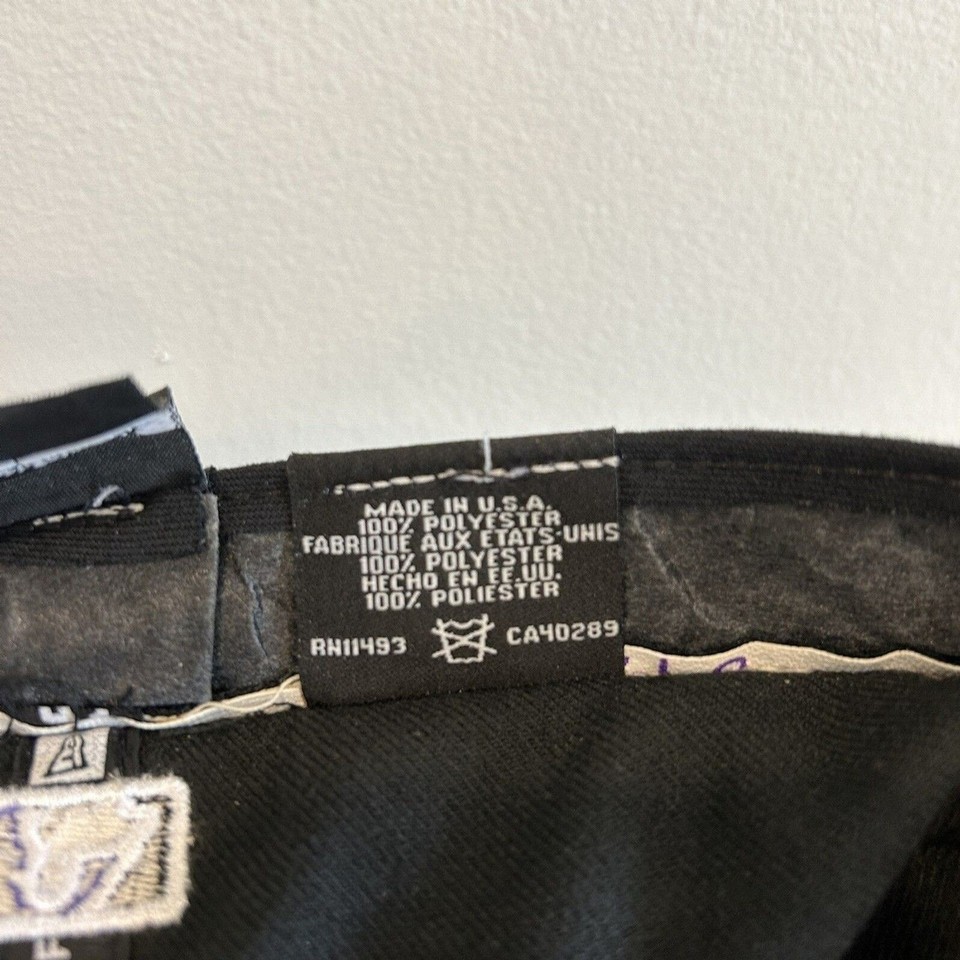 MADE IN U.S.A.
100% POLYESTER
FABRIQUE AUX ETATS-UNIS
100% POLYESTER
HECHO EN EE.UU.
100% POLIESTER
RN11493 CA40289